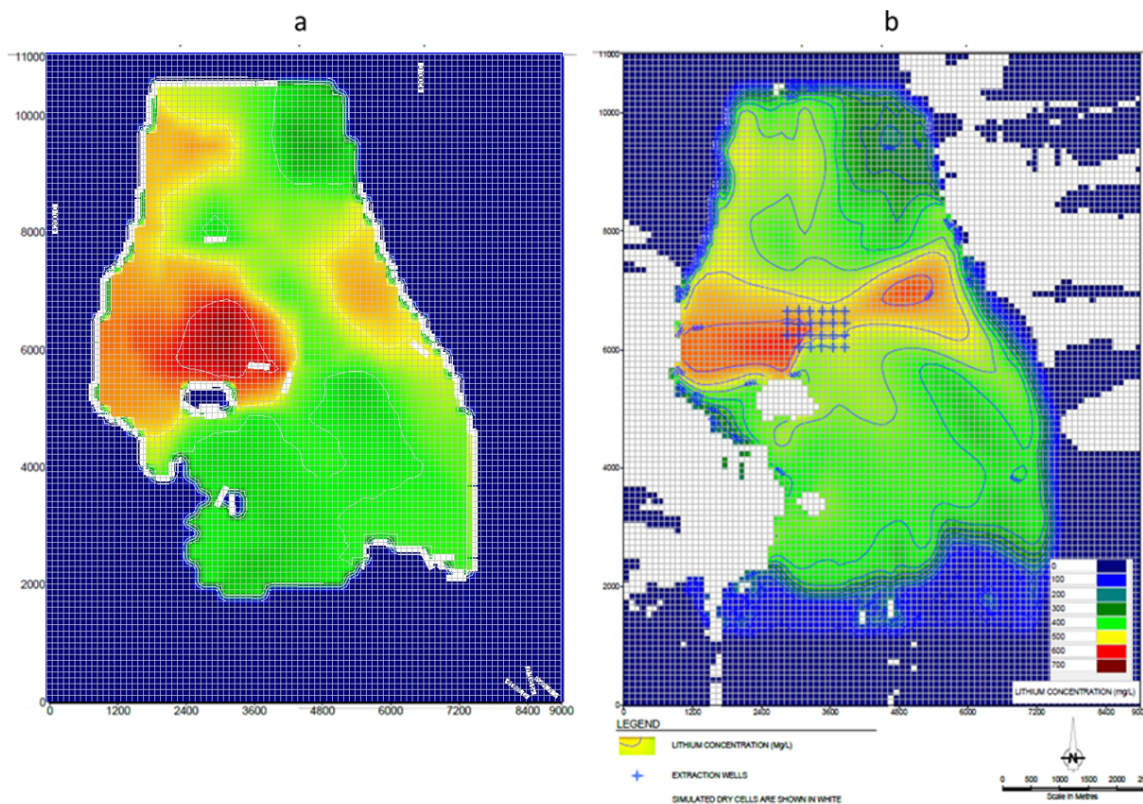 a
b
11000
10000
8000
6000
4000
2000
0
0 1200 2400 3600 4800 6000 7200 8400 9000
11000
10000
8000
6000
4000
2000
0
0
100
200
300
400
500
600
700
LITHIUM CONCENTRATION (mg/L)
0 1200 2400 3600 4800 6000 7200 8400 9000
LEGEND
LITHIUM CONCENTRATION (Mg/L)
EXTRACTION WELLS
SIMULATED DRY CELLS ARE SHOWN IN WHITE
N
0 500 1000 1500 2000 25
Scale in Metres